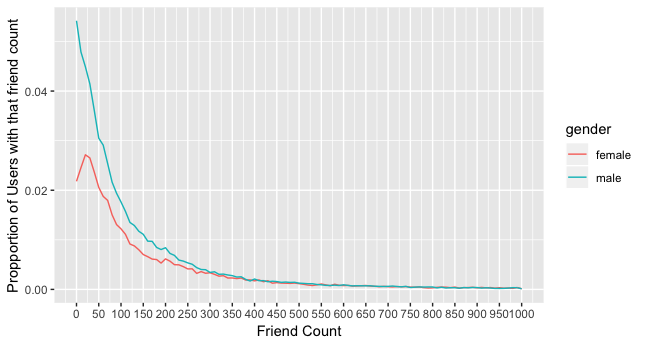 Propportion of Users with that friend count
0.04
0.02
0.00
0 50 100 150 200 250 300 350 400 450 500 550 600 650 700 750 800 850 900 950 1000
Friend Count
gender
female
male